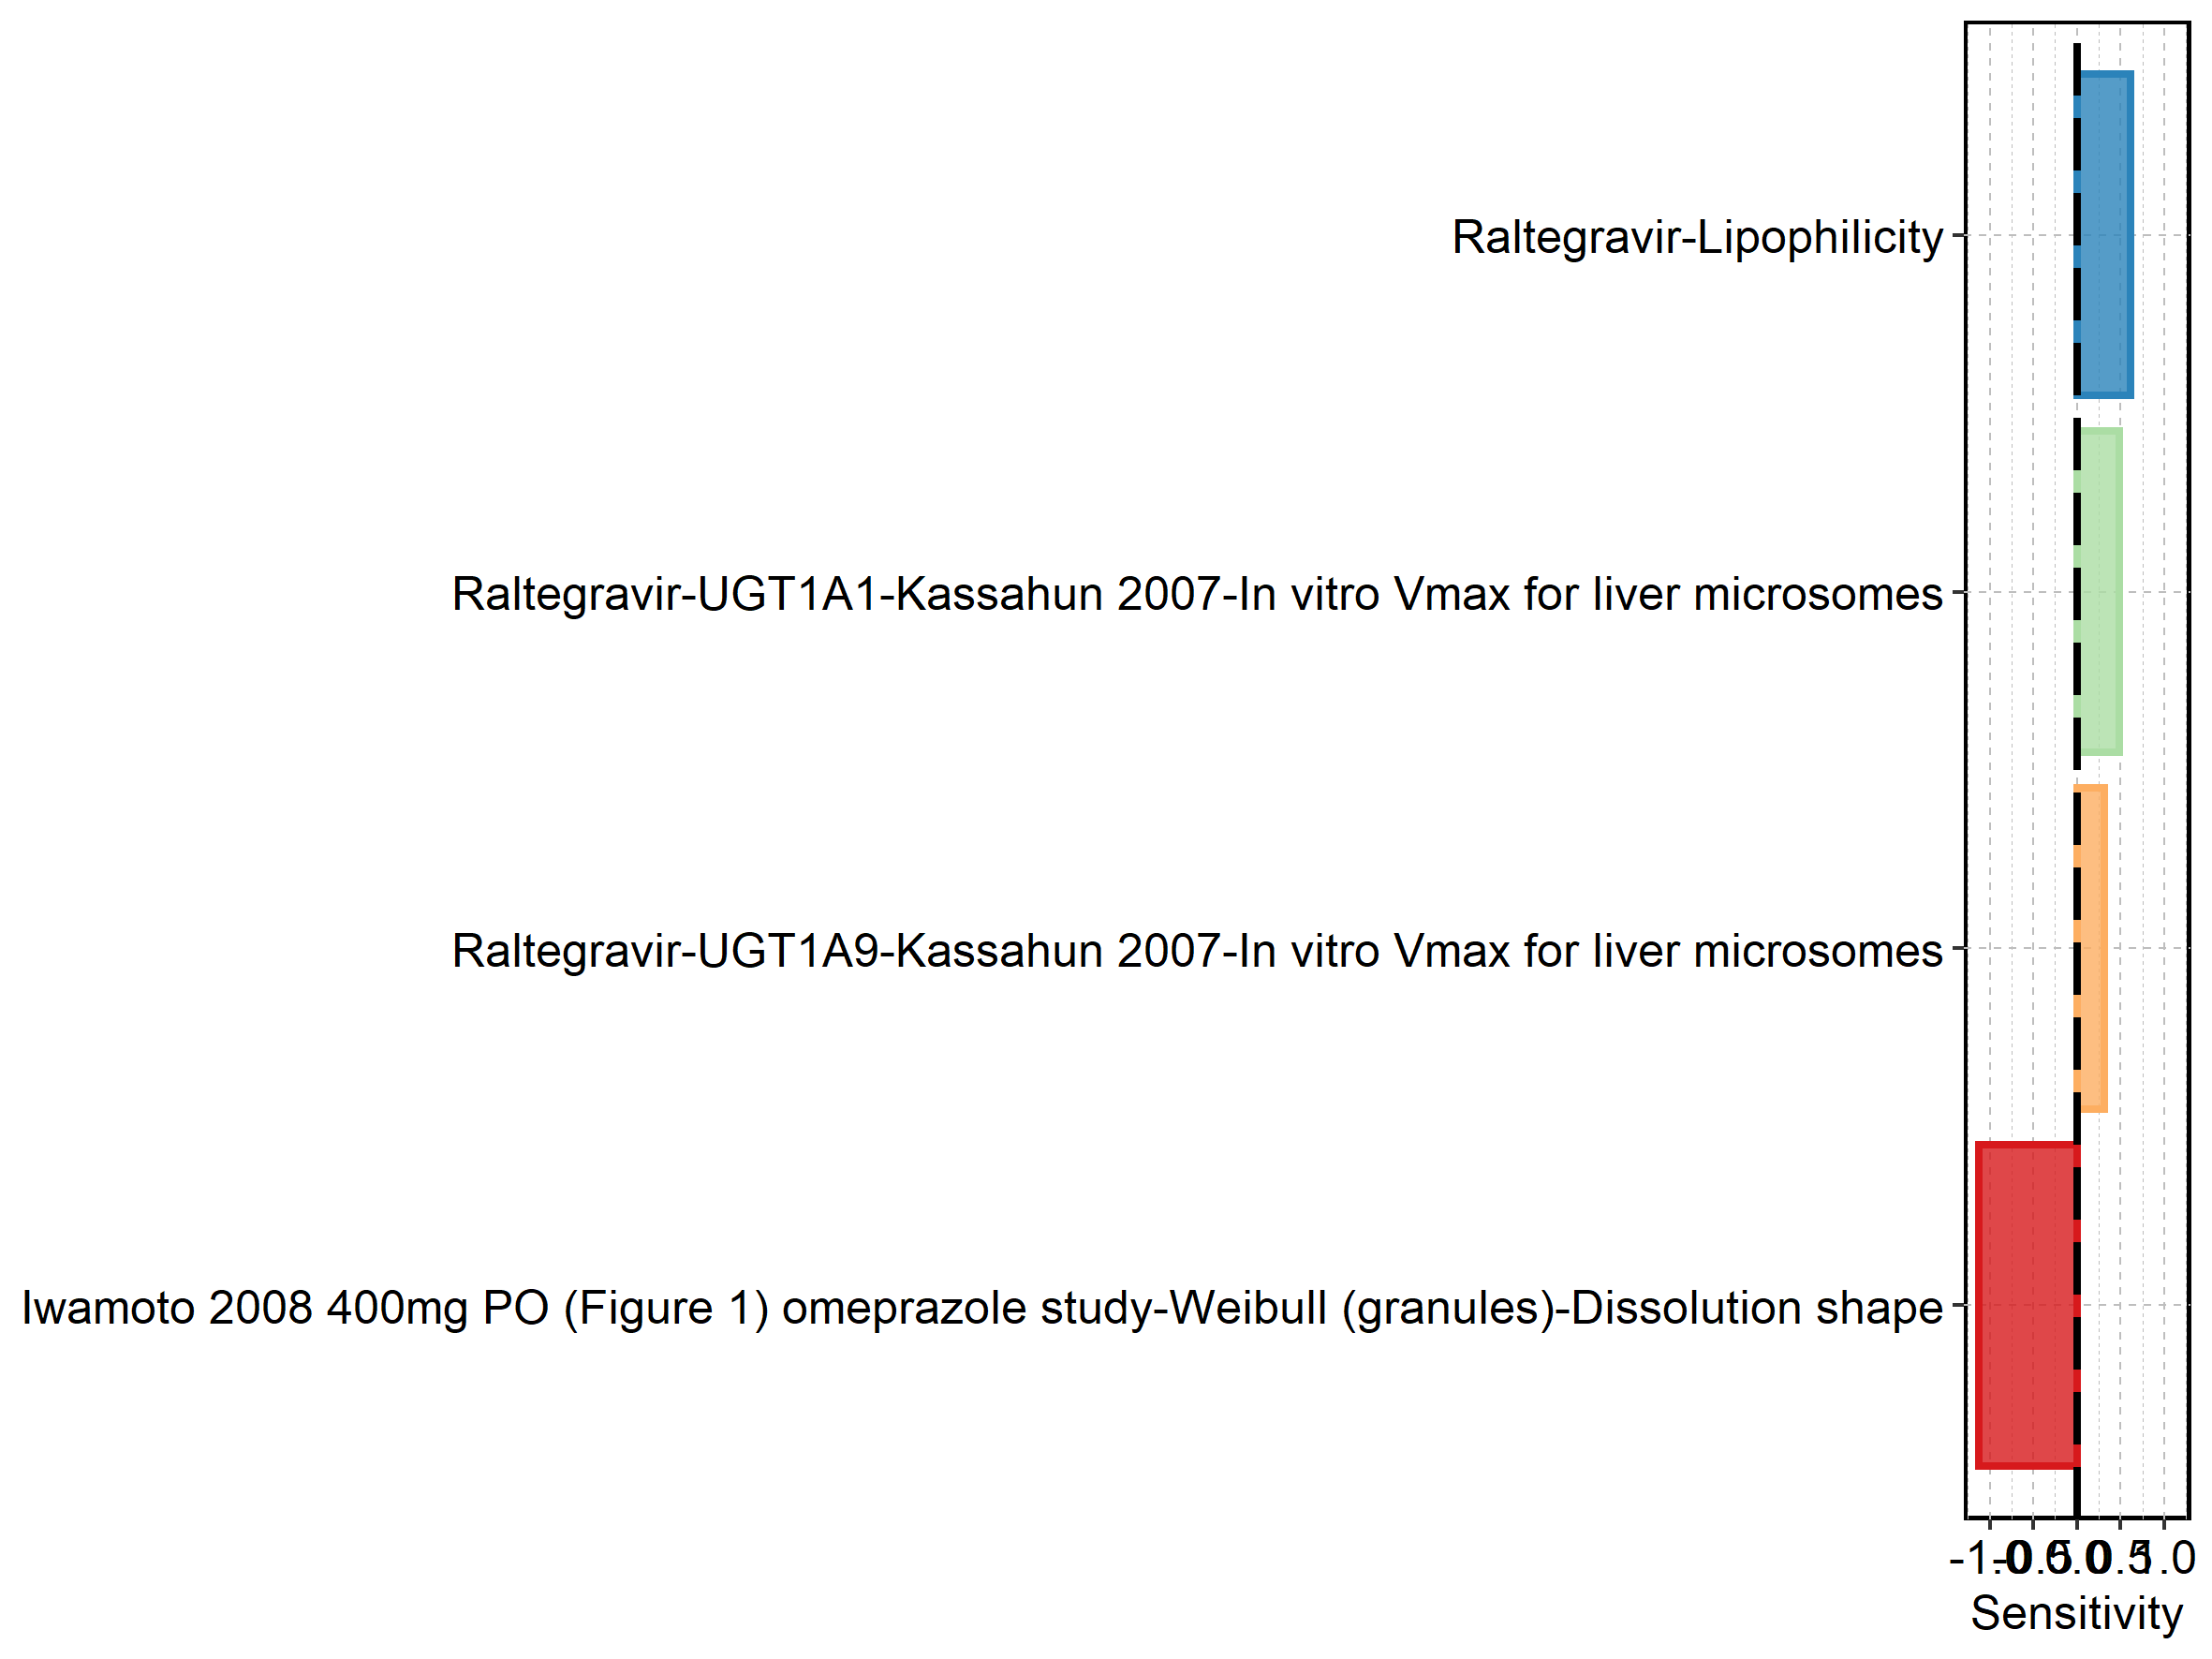 Raltegravir-Lipophilicity
Raltegravir-UGT1A1-Kassahun 2007-In vitro Vmax for liver microsomes
Raltegravir-UGT1A9-Kassahun 2007-In vitro Vmax for liver microsomes
Iwamoto 2008 400mg PO (Figure 1) omeprazole study-Weibull (granules)-Dissolution shape
-1.0 -0.5 0.0 0.5 1.0
Sensitivity